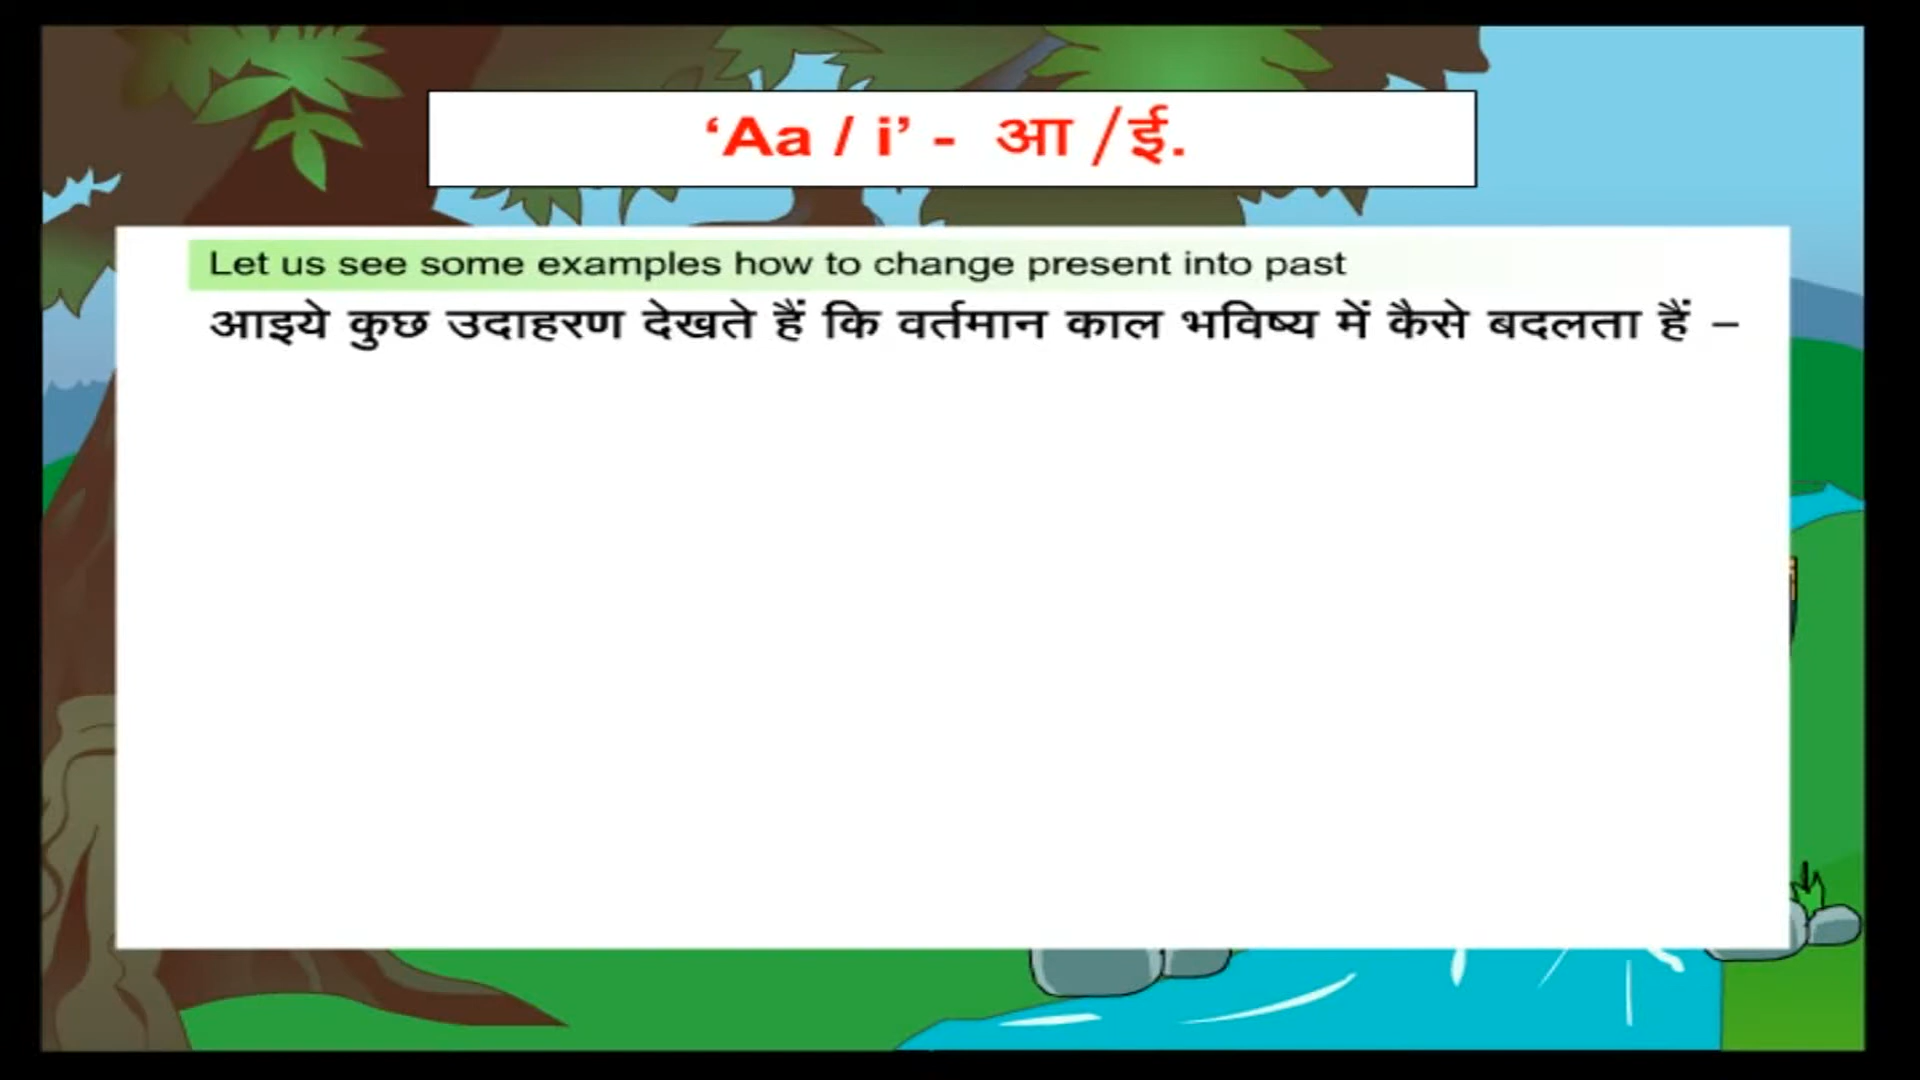 ‘Aa / i’ - आ /ई.
Let us see some examples how to change present into past
आइये कुछ उदाहरण देखते हैं कि वर्तमान काल भविष्य में कैसे बदलता हैं –